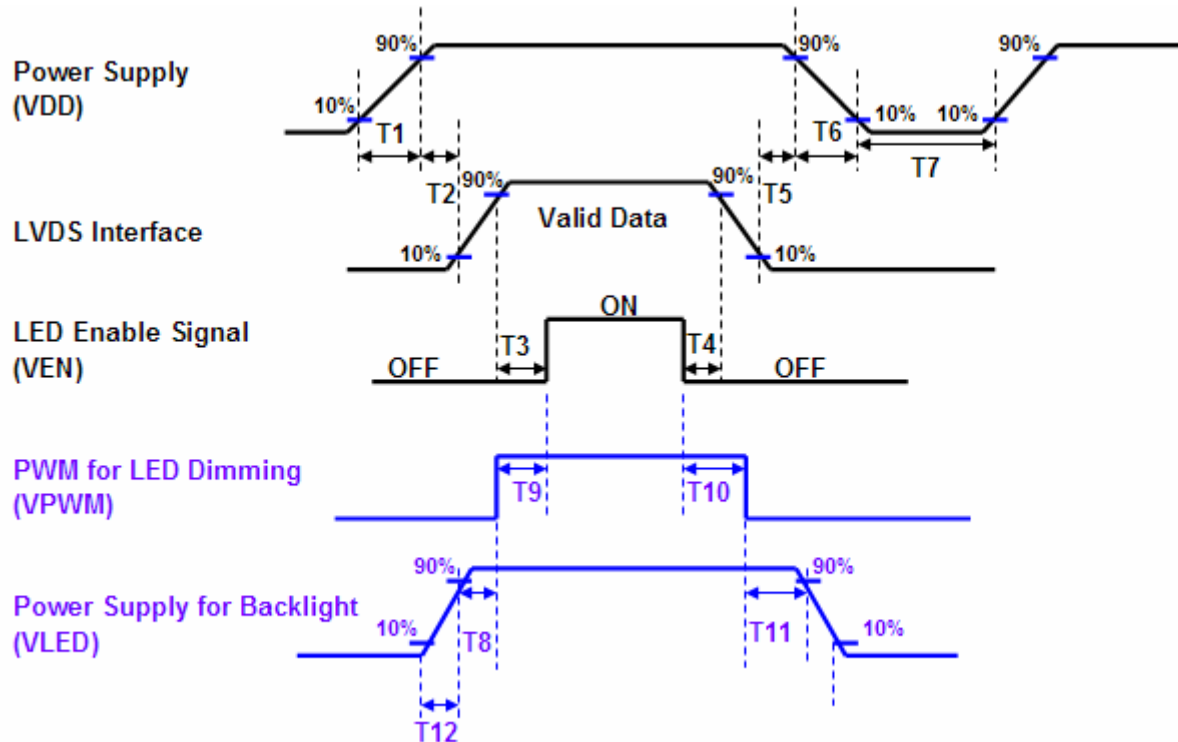 90%
90%
90%
Power Supply
(VDD)
10%
10%
10%
T1
T6
T7
T2
90%
90%
T5
LVDS Interface
Valid Data
10%
10%
ON
LED Enable Signal
(VEN)
T3
T4
OFF
OFF
PWM for LED Dimming
(VPWM)
T9
T10
90%
90%
Power Supply for Backlight
(VLED)
10%
T8
T11
10%
T12